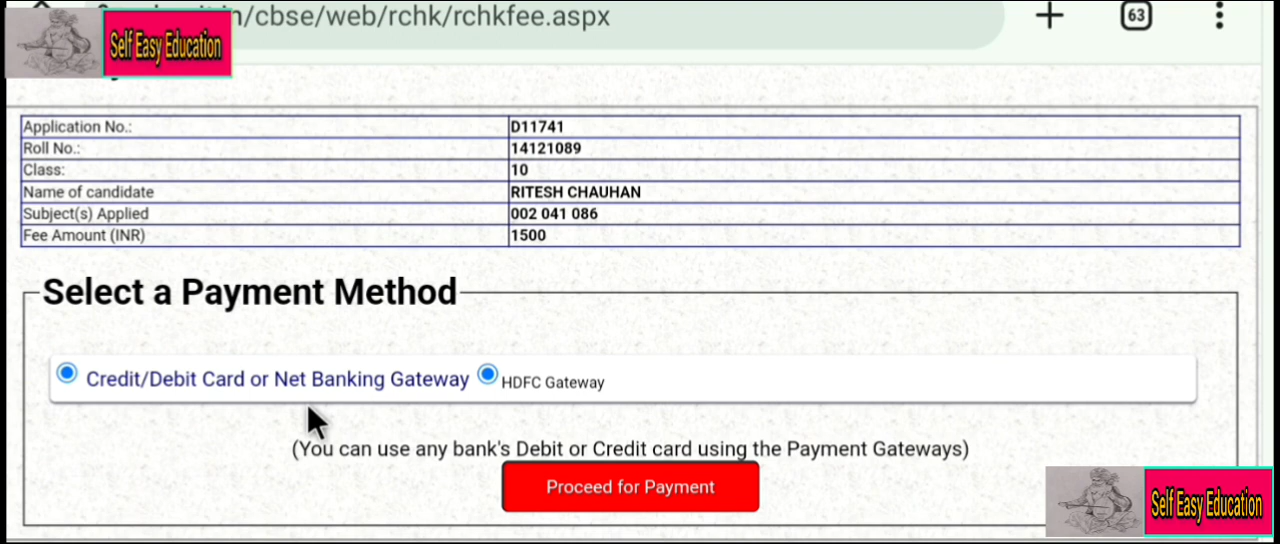 /cbse/web/rchk/rchkfee.aspx
63
Self Easy Education
Application No.: D11741
Roll No.: 14121089
Class: 10
Name of candidate RITESH CHAUHAN
Subject(s) Applied 002 041 086
Fee Amount (INR) 1500
Select a Payment Method
Credit/Debit Card or Net Banking Gateway HDFC Gateway
(You can use any bank's Debit or Credit card using the Payment Gateways)
Proceed for Payment
Self Easy Education